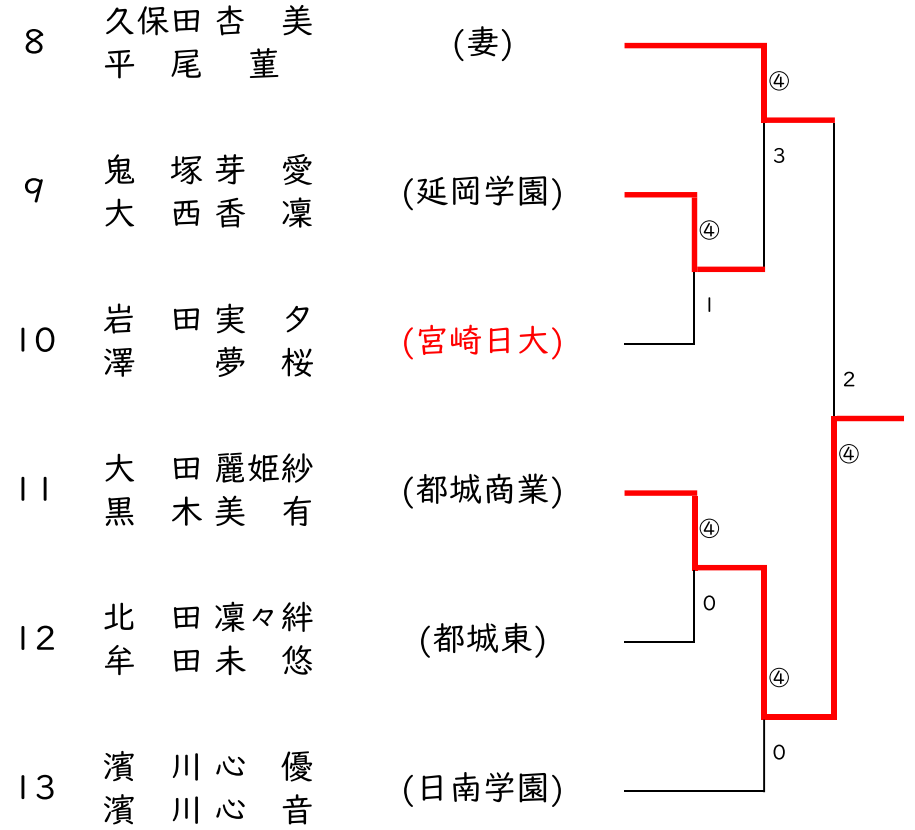 8 久保田 杏 美 (妻)
平 尾 菫
④
3
9 鬼 塚 芽 愛 (延岡学園)
大 西 香 凜
④
1
10 岩 田 実 夕 (宮崎日大)
澤 夢 桜
2
④
11 大 田 麗姫紗 (都城商業)
黒 木 美 有
④
0
12 北 田 凜々絆 (都城東)
牟 田 未 悠
④
0
13 濱 川 心 優 (日南学園)
濱 川 心 音